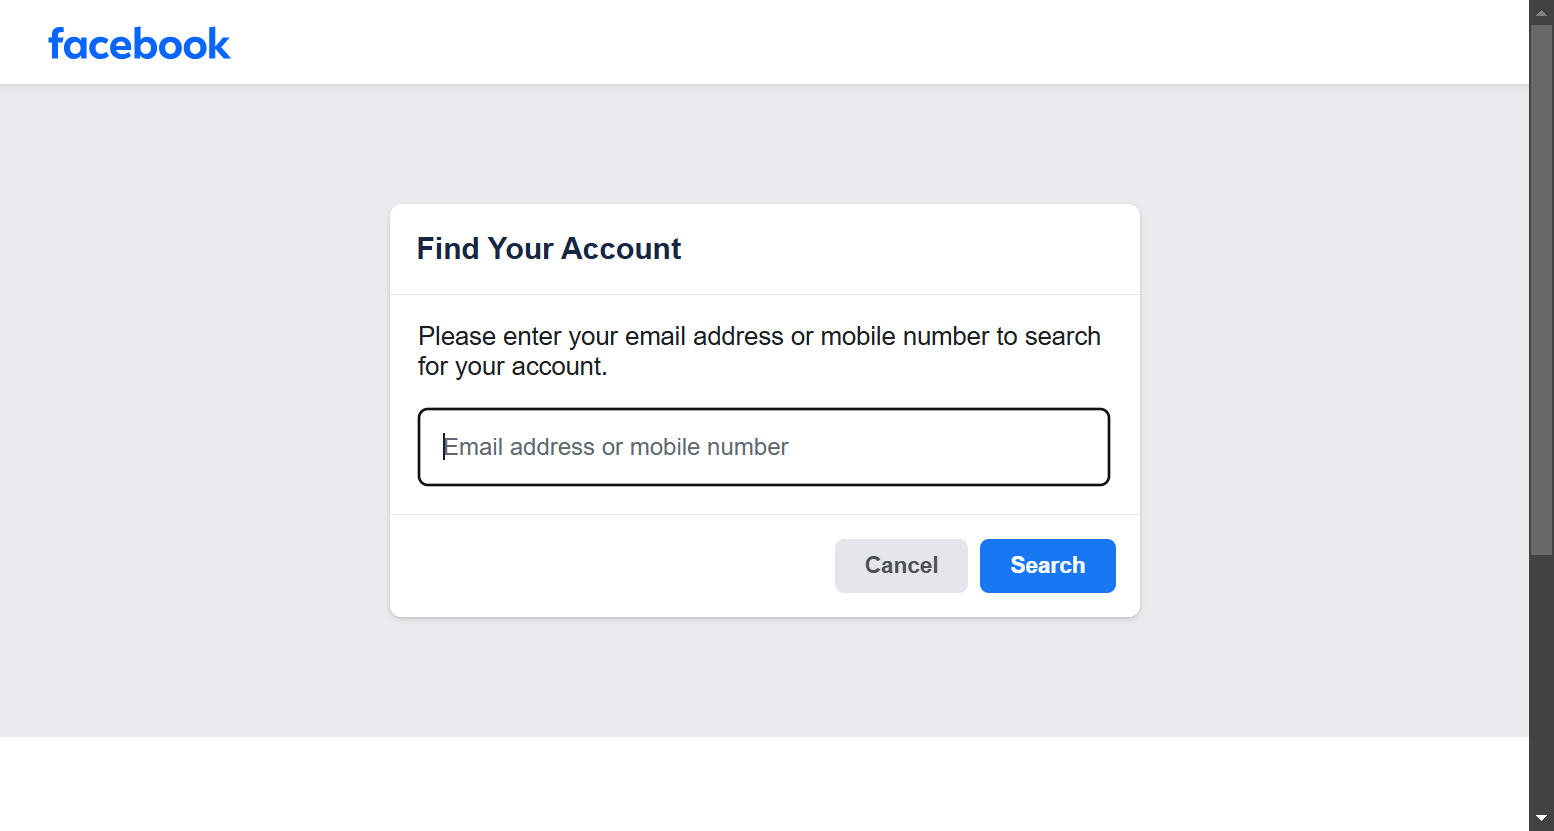 facebook
Find Your Account
Please enter your email address or mobile number to search
for your account.
Email address or mobile number
Cancel
Search